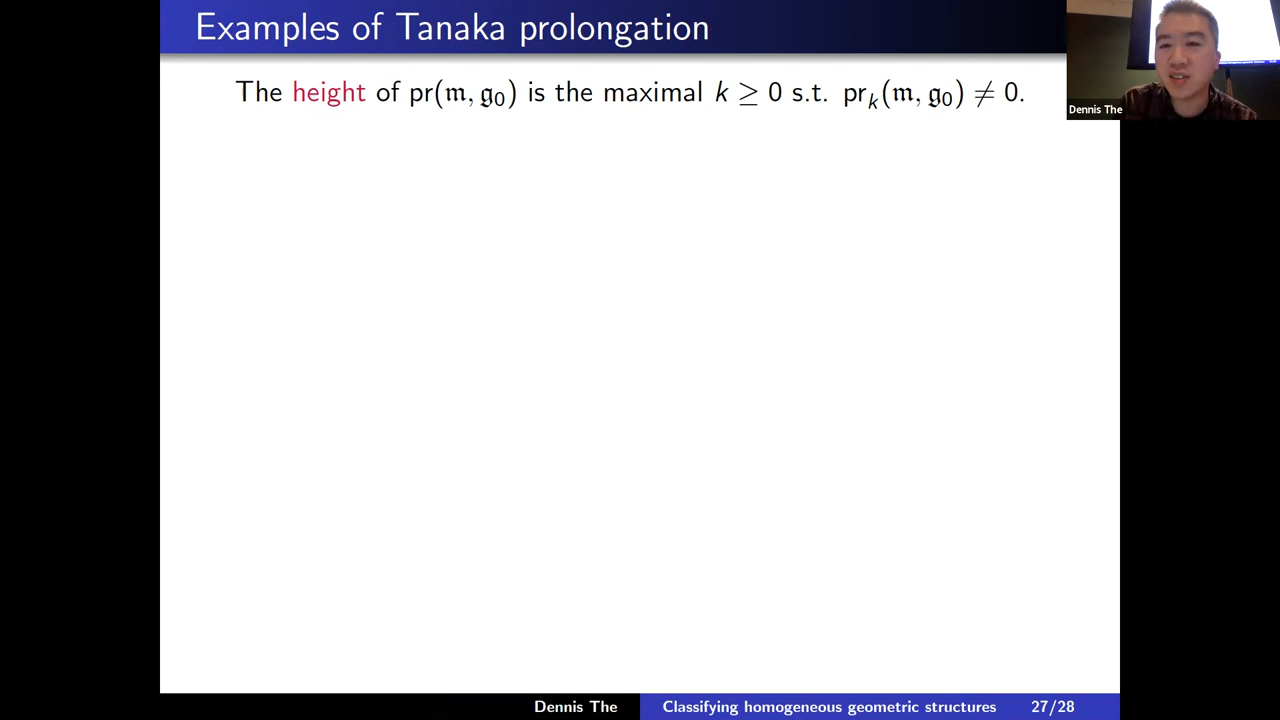 Examples of Tanaka prolongation
The height of pr(𝔪, 𝔤₀) is the maximal k ≥ 0 s.t. prₖ(𝔪, 𝔤₀) ≠ 0.
Dennis The
Dennis The Classifying homogeneous geometric structures 27/28